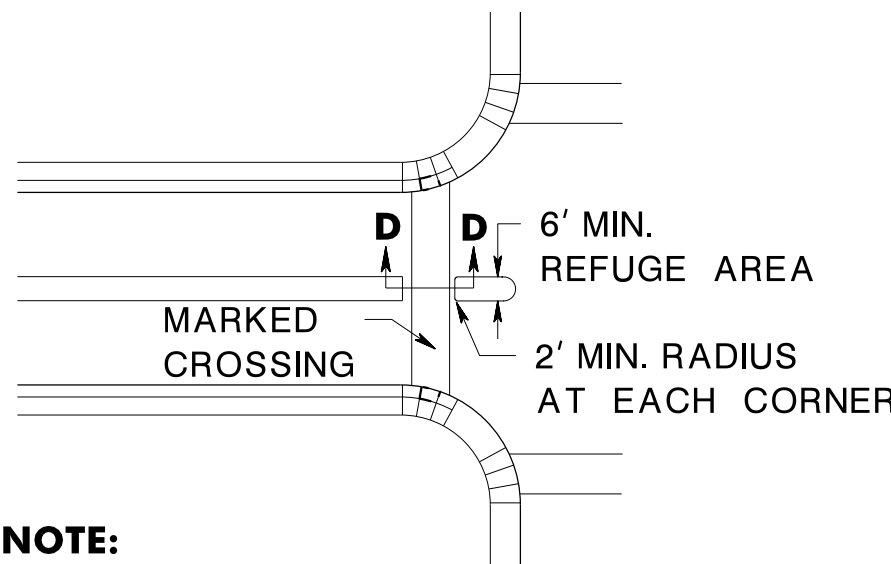 D D
6' MIN.
REFUGE AREA
MARKED
CROSSING
2' MIN. RADIUS
AT EACH CORNER
NOTE: